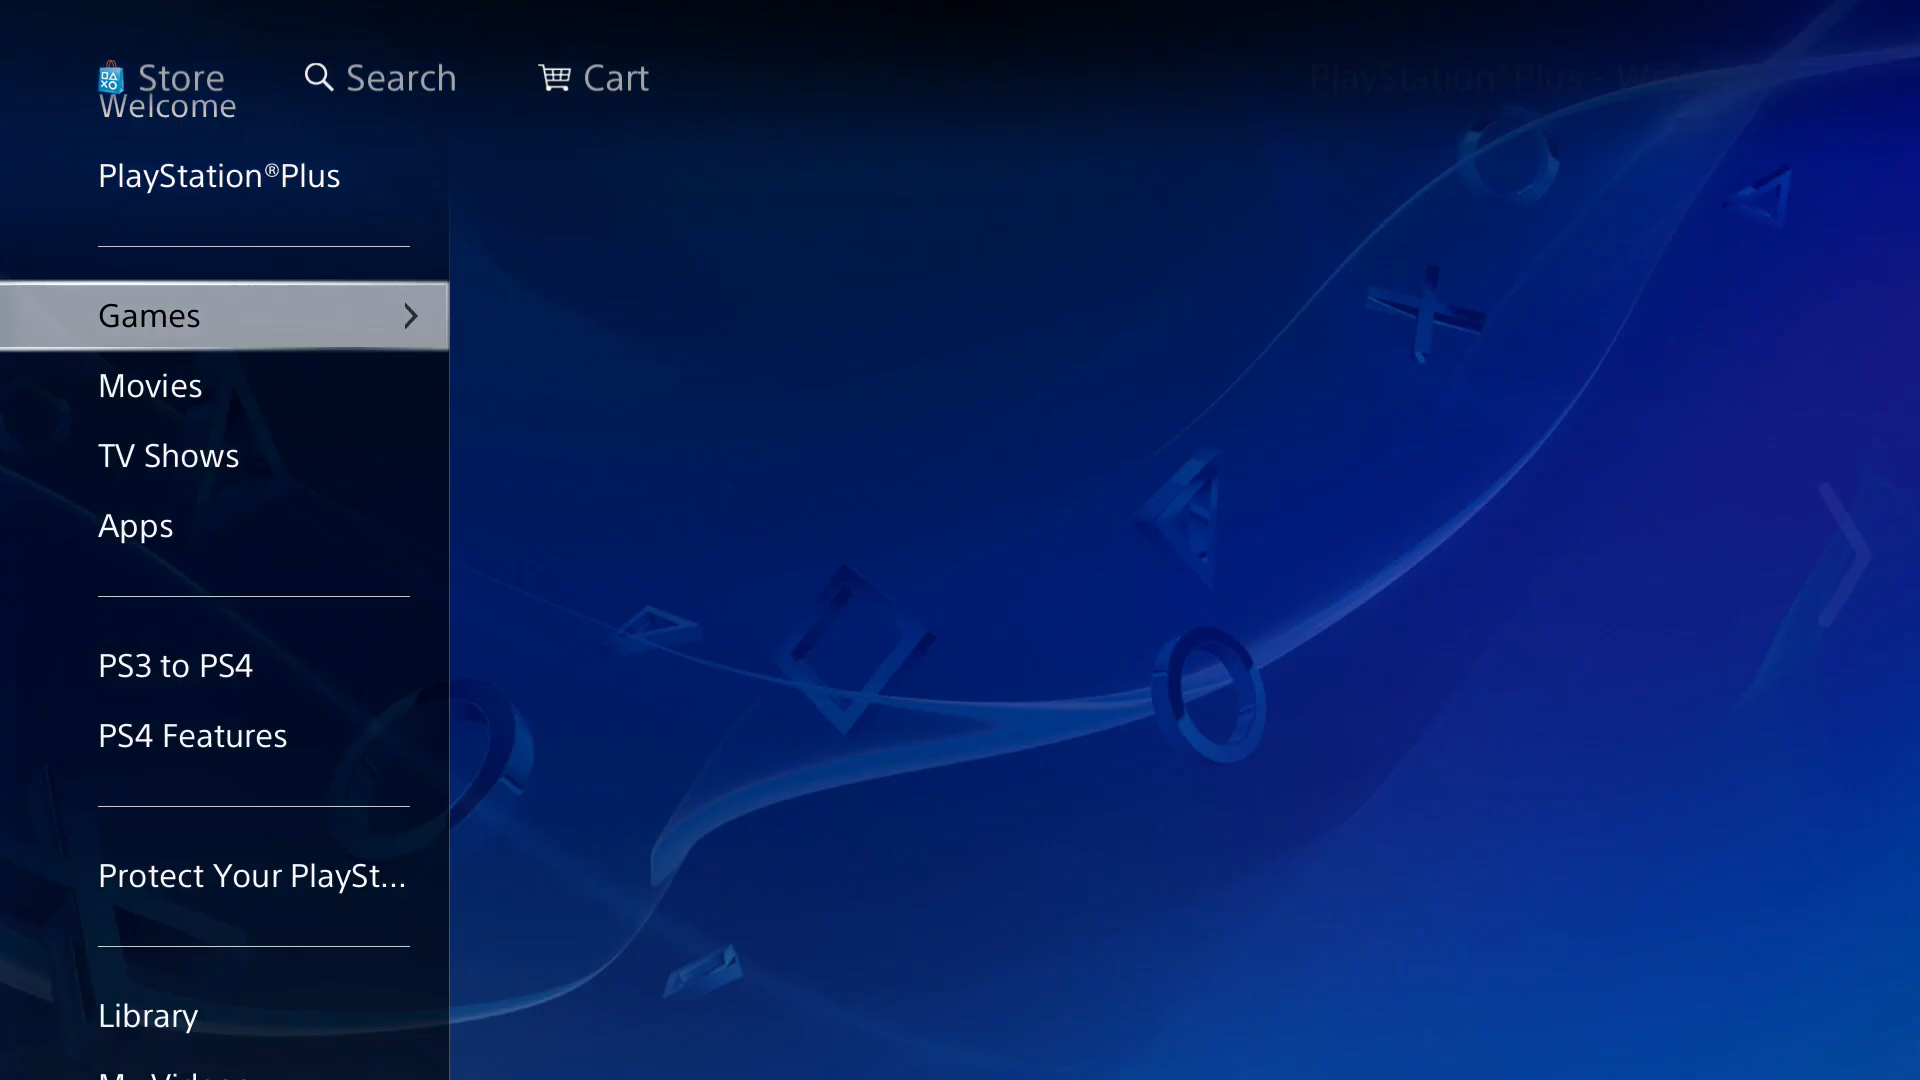 Store
Search
Cart
Welcome
PlayStation®Plus
Games
Movies
TV Shows
Apps
PS3 to PS4
PS4 Features
Protect Your PlaySt...
Library